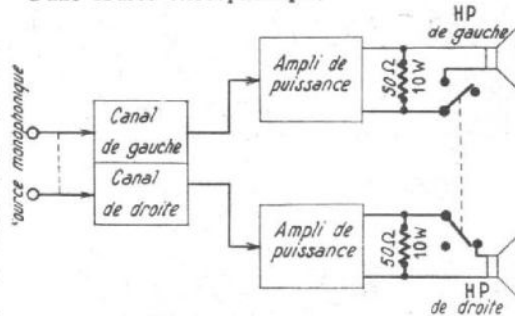 HP
de gauche
Ampli de
puissance
50Ω
10W
Canal
de gauche
Canal
de droite
source monophonique
Ampli de
puissance
50Ω
10W
HP
de droite